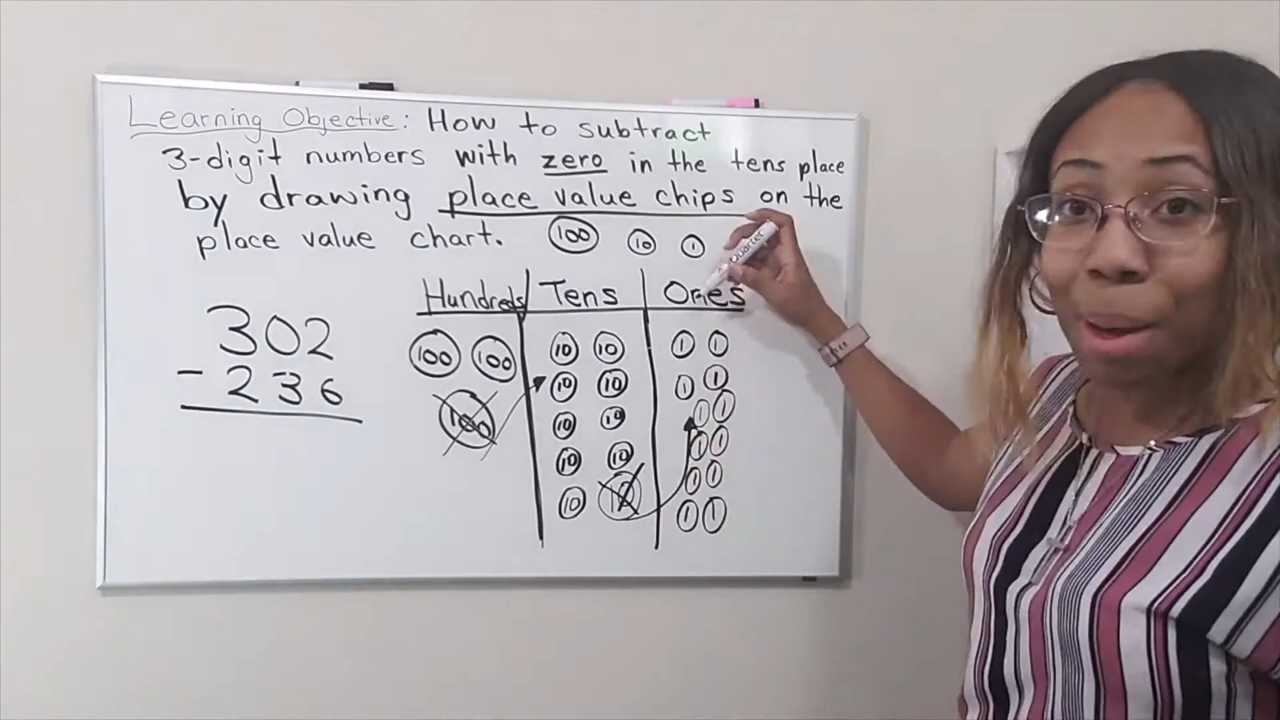 Learning Objective: How to subtract
3-digit numbers with zero in the tens place
by drawing place value chips on the
place value chart. 100 10 1
Hundreds Tens Ones
302
- 236
100 100 10 10 1 1
10 10 1 1
100 10 10 1 1
10 10 1 1
10 10 1 1
1 1